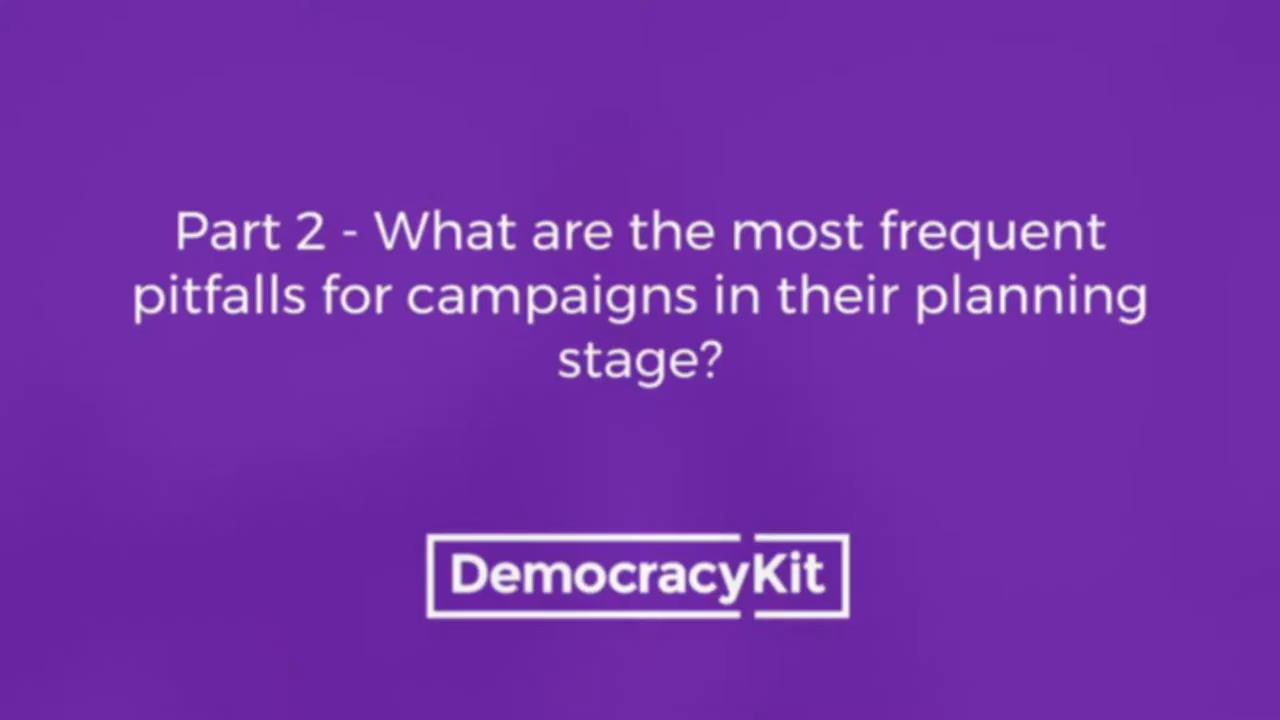 Part 2 - What are the most frequent
pitfalls for campaigns in their planning
stage?
DemocracyKit